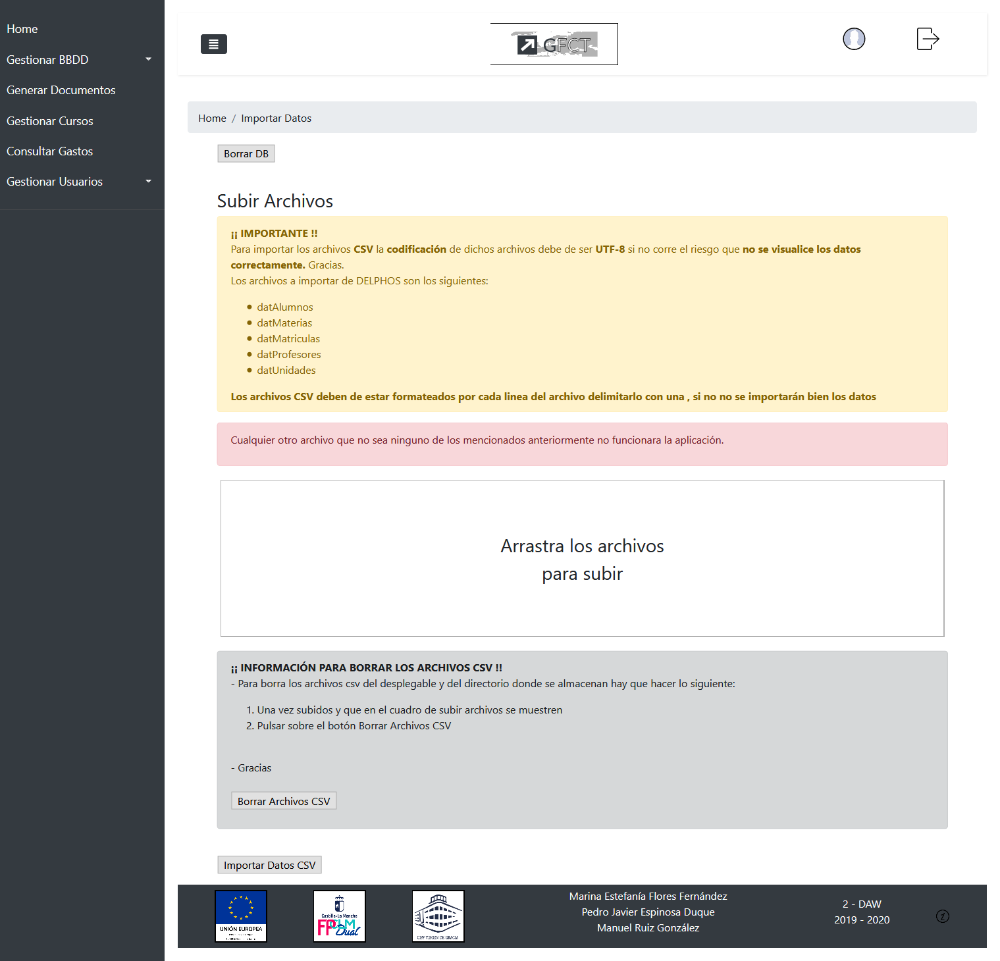 Home
Gestionar BBDD
Generar Documentos
Gestionar Cursos
Consultar Gastos
Gestionar Usuarios
GFCT
Home / Importar Datos
Borrar DB
Subir Archivos
¡¡ IMPORTANTE !!
Para importar los archivos CSV la codificación de dichos archivos debe de ser UTF-8 si no corre el riesgo que no se visualice los datos
correctamente. Gracias.
Los archivos a importar de DELPHOS son los siguientes:
datAlumnos
datMaterias
datMatriculas
datProfesores
datUnidades
Los archivos CSV deben de estar formateados por cada linea del archivo delimitarlo con una , si no no se importarán bien los datos
Cualquier otro archivo que no sea ninguno de los mencionados anteriormente no funcionara la aplicación.
Arrastra los archivos
para subir
¡¡ INFORMACIÓN PARA BORRAR LOS ARCHIVOS CSV !!
- Para borra los archivos csv del desplegable y del directorio donde se almacenan hay que hacer lo siguiente:
1. Una vez subidos y que en el cuadro de subir archivos se muestren
2. Pulsar sobre el botón Borrar Archivos CSV
- Gracias
Borrar Archivos CSV
Importar Datos CSV
UNIÓN EUROPEA
Castilla-La Mancha
FPCLM
Dual
CIFP VIRGEN DE GRACIA
Marina Estefanía Flores Fernández
Pedro Javier Espinosa Duque
Manuel Ruiz González
2 - DAW
2019 - 2020